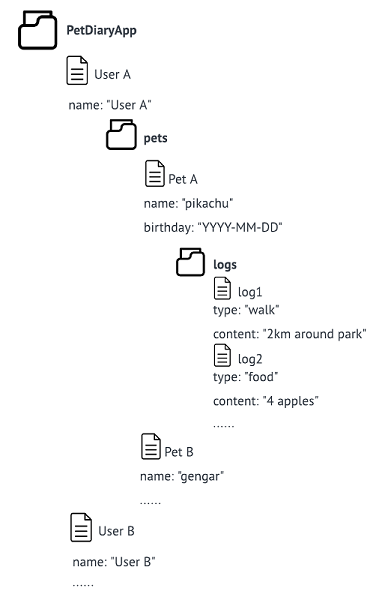 PetDiaryApp
User A
name: "User A"
pets
Pet A
name: "pikachu"
birthday: "YYYY-MM-DD"
logs
log1
type: "walk"
content: "2km around park"
log2
type: "food"
content: "4 apples"
......
Pet B
name: "gengar"
......
User B
name: "User B"
......